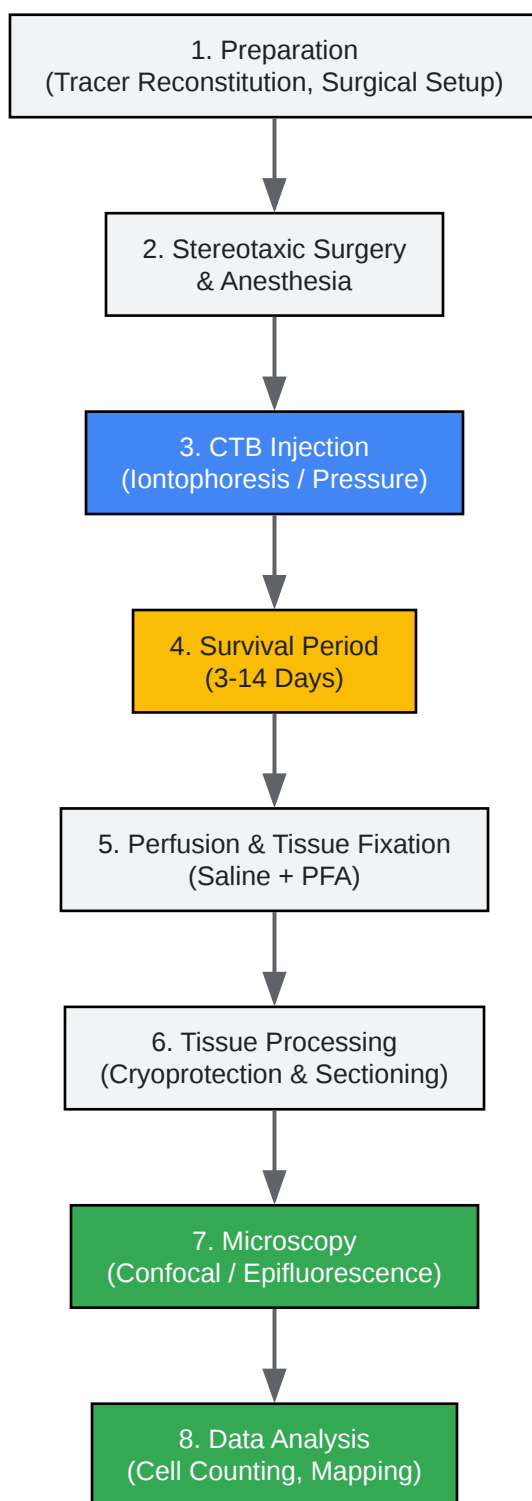 1. Preparation
(Tracer Reconstitution, Surgical Setup)
2. Stereotaxic Surgery
& Anesthesia
3. CTB Injection
(Iontophoresis / Pressure)
4. Survival Period
(3-14 Days)
5. Perfusion & Tissue Fixation
(Saline + PFA)
6. Tissue Processing
(Cryoprotection & Sectioning)
7. Microscopy
(Confocal / Epifluorescence)
8. Data Analysis
(Cell Counting, Mapping)